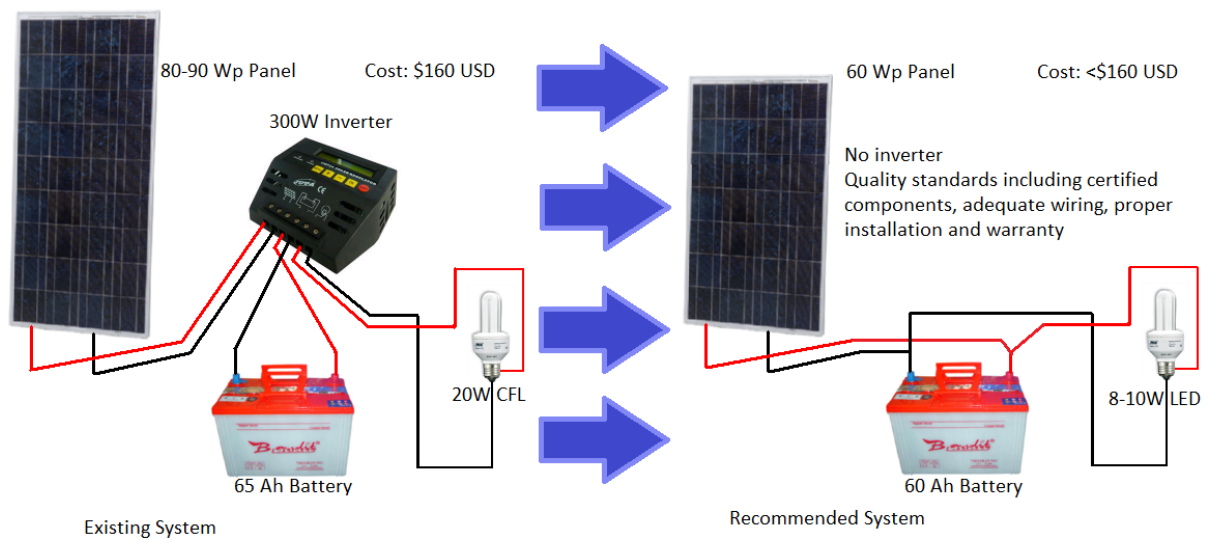 80-90 Wp Panel
Cost: $160 USD
300W Inverter
CE
20W CFL
65 Ah Battery
Existing System
60 Wp Panel
Cost: <$160 USD
No inverter
Quality standards including certified
components, adequate wiring, proper
installation and warranty
8-10W LED
60 Ah Battery
Recommended System